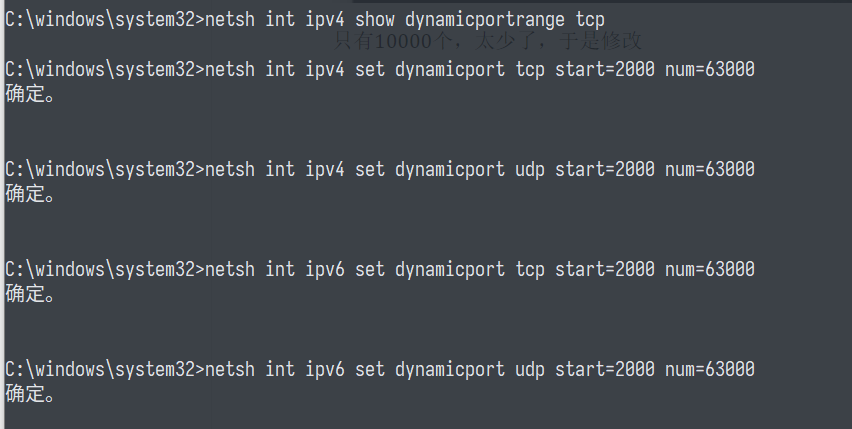 C:\windows\system32>netsh int ipv4 show dynamicportrange tcp
只有10000个，太少了，于是修改
C:\windows\system32>netsh int ipv4 set dynamicport tcp start=2000 num=63000
确定。
C:\windows\system32>netsh int ipv4 set dynamicport udp start=2000 num=63000
确定。
C:\windows\system32>netsh int ipv6 set dynamicport tcp start=2000 num=63000
确定。
C:\windows\system32>netsh int ipv6 set dynamicport udp start=2000 num=63000
确定。